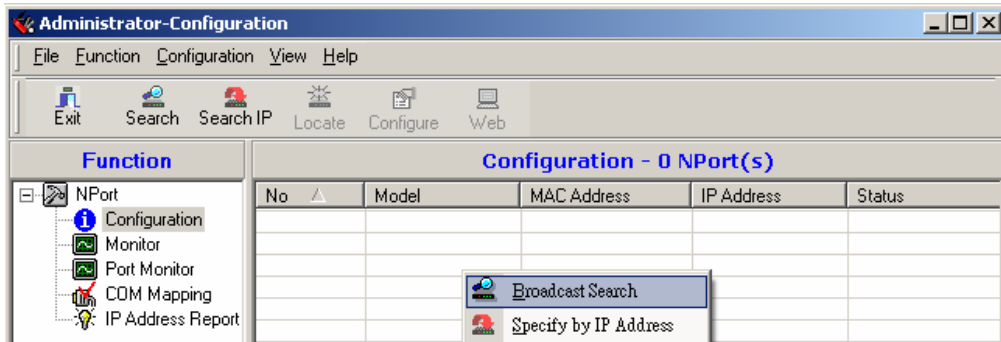 Administrator-Configuration
File Function Configuration View Help
Exit Search Search IP Locate Configure Web
Function
Configuration - 0 NPort(s)
NPort
Configuration
Monitor
Port Monitor
COM Mapping
IP Address Report
No Model MAC Address IP Address Status
Broadcast Search
Specify by IP Address